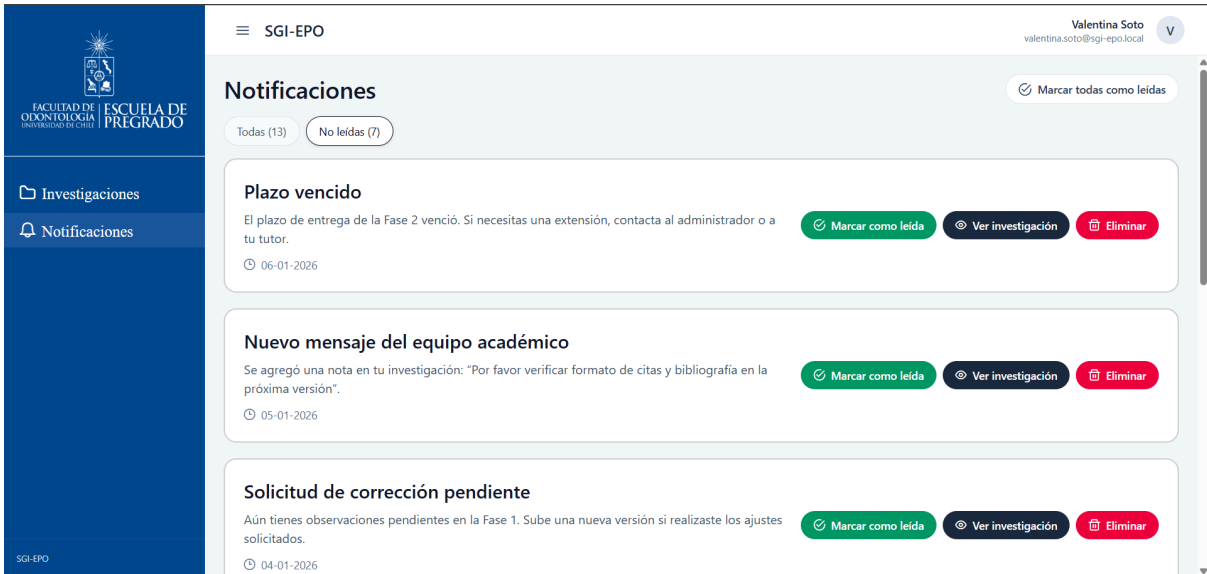 FACULTAD DE
ODONTOLOGÍA
UNIVERSIDAD DE CHILE
ESCUELA DE
PREGRADO
Investigaciones
Notificaciones
SGI-EPO
SGI-EPO
Valentina Soto
valentina.soto@sgi-epo.local
V
Notificaciones
Marcar todas como leídas
Todas (13)
No leídas (7)
Plazo vencido
El plazo de entrega de la Fase 2 venció. Si necesitas una extensión, contacta al administrador o a
tu tutor.
06-01-2026
Marcar como leída
Ver investigación
Eliminar
Nuevo mensaje del equipo académico
Se agregó una nota en tu investigación: “Por favor verificar formato de citas y bibliografía en la
próxima versión”.
05-01-2026
Marcar como leída
Ver investigación
Eliminar
Solicitud de corrección pendiente
Aún tienes observaciones pendientes en la Fase 1. Sube una nueva versión si realizaste los ajustes
solicitados.
04-01-2026
Marcar como leída
Ver investigación
Eliminar